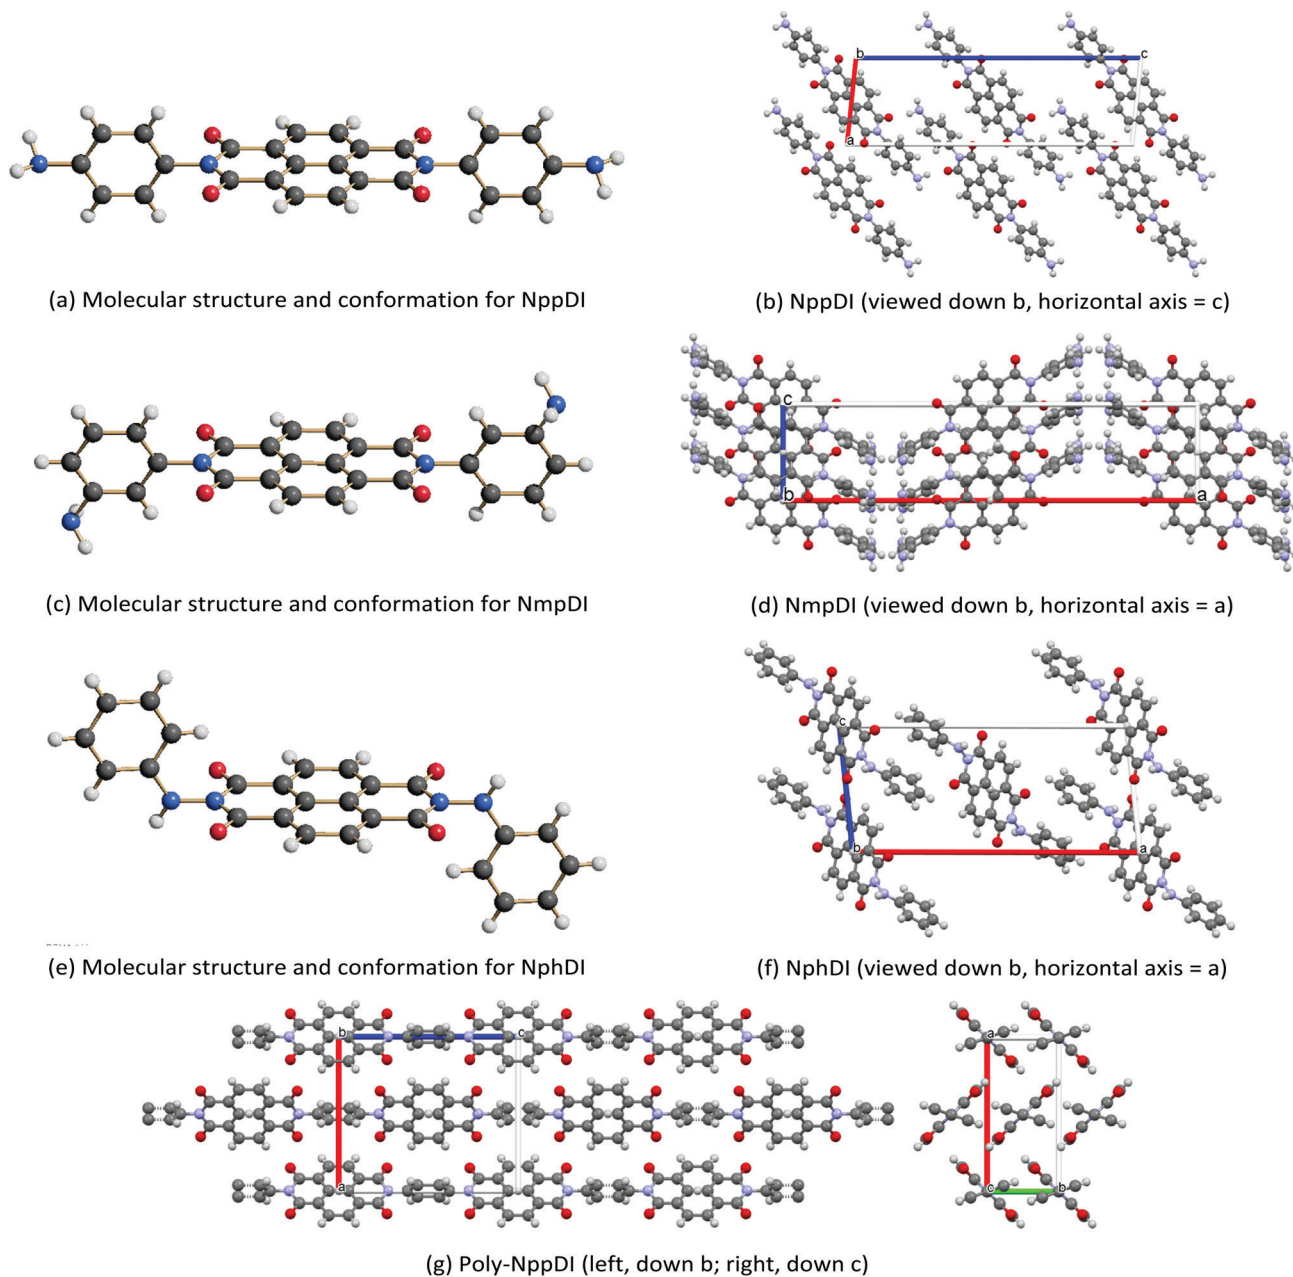 b
c
a
(a) Molecular structure and conformation for NppDI
(b) NppDI (viewed down b, horizontal axis = c)
c
b
a
(c) Molecular structure and conformation for NmpDI
(d) NmpDI (viewed down b, horizontal axis = a)
c
b
a
(e) Molecular structure and conformation for NphDI
(f) NphDI (viewed down b, horizontal axis = a)
b
c
a
a
c
b
(g) Poly-NppDI (left, down b; right, down c)